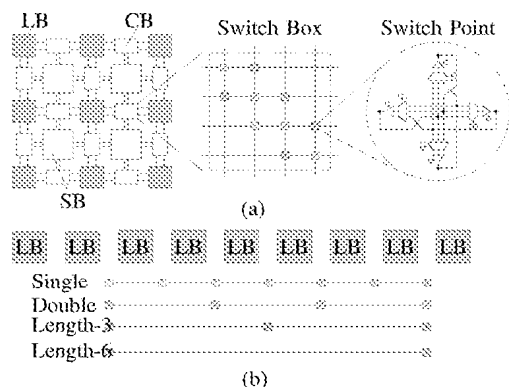 LB
CB
Switch Box
Switch Point
SB
(a)
LB LB LB LB LB LB LB LB LB
Single
Double
Length-3
Length-6
(b)